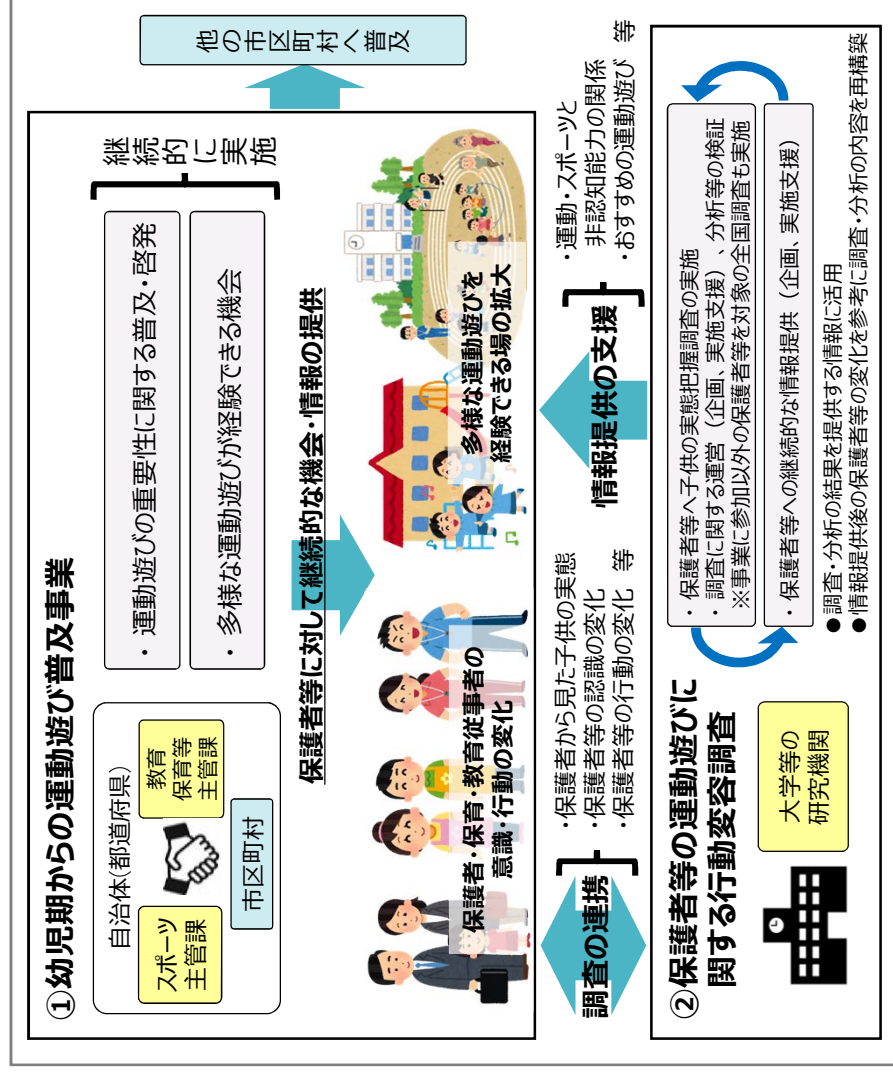 ①幼児期からの運動遊び普及事業
自治体(都道府県)
スポーツ
主管課
教育
保育等
主管課
市区町村
・ 運動遊びの重要性に関する普及・啓発
・ 多様な運動遊びが経験できる機会
継続
的に
実施
他の市区町村へ普及
保護者等に対して継続的な機会・情報の提供
保護者・保育・教育従事者の
意識・行動の変化
多様な運動遊びを
経験できる場の拡大
調査の連携
・保護者から見た子供の実態
・保護者等の認識の変化
・保護者等の行動の変化 等
情報提供の支援
・運動・スポーツと
非認知能力の関係
・おすすめの運動遊び 等
②保護者等の運動遊びに
関する行動変容調査
大学等の
研究機関
・ 保護者等へ子供の実態把握調査の実施
・ 調査に関する運営（企画、実施支援）、分析等の検証
※事業に参加以外の保護者等を対象の全国調査も実施
・ 保護者等への継続的な情報提供（企画、実施支援）
●調査・分析の結果を提供する情報に活用
●情報提供後の保護者等の変化を参考に調査・分析の内容を再構築